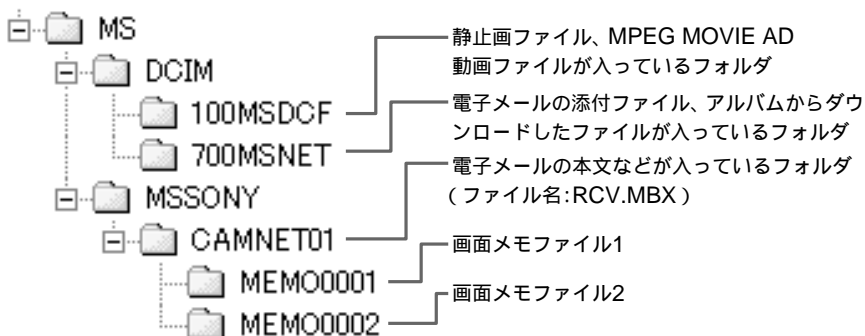 MS
静止画ファイル、MPEG MOVIE AD
動画ファイルが入っているフォルダ
DCIM
100MSDCF
電子メールの添付ファイル、アルバムからダウ
ンロードしたファイルが入っているフォルダ
700MSNET
電子メールの本文などが入っているフォルダ
(ファイル名:RCV.MBX)
MSSONY
CAMNET01
画面メモファイル1
MEMO0001
画面メモファイル2
MEMO0002